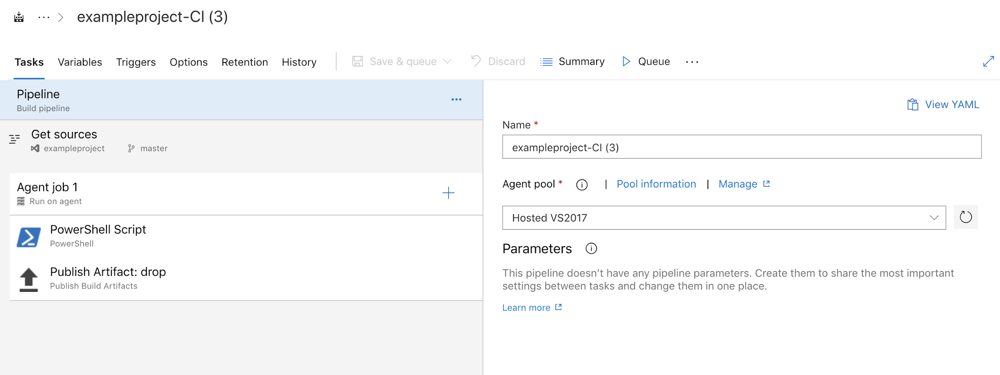 exampleproject-CI (3)
Tasks Variables Triggers Options Retention History Save & queue Discard Summary Queue
Pipeline
Build pipeline
Get sources
exampleproject master
Agent job 1
Run on agent
PowerShell Script
PowerShell
Publish Artifact: drop
Publish Build Artifacts
View YAML
Name *
exampleproject-CI (3)
Agent pool * | Pool information | Manage
Hosted VS2017
Parameters
This pipeline doesn’t have any pipeline parameters. Create them to share the most important
settings between tasks and change them in one place.
Learn more